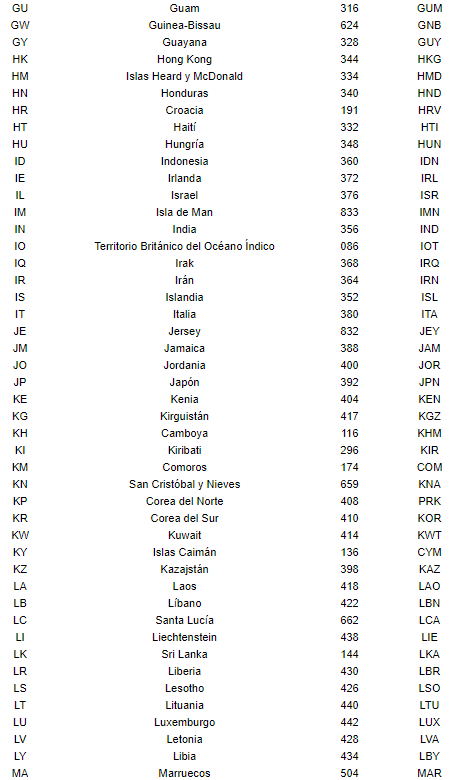 GU Guam 316 GUM
GW Guinea-Bissau 624 GNB
GY Guayana 328 GUY
HK Hong Kong 344 HKG
HM Islas Heard y McDonald 334 HMD
HN Honduras 340 HND
HR Croacia 191 HRV
HT Haití 332 HTI
HU Hungría 348 HUN
ID Indonesia 360 IDN
IE Irlanda 372 IRL
IL Israel 376 ISR
IM Isla de Man 833 IMN
IN India 356 IND
IO Territorio Británico del Océano Índico 086 IOT
IQ Irak 368 IRQ
IR Irán 364 IRN
IS Islandia 352 ISL
IT Italia 380 ITA
JE Jersey 832 JEY
JM Jamaica 388 JAM
JO Jordania 400 JOR
JP Japón 392 JPN
KE Kenia 404 KEN
KG Kirguistán 417 KGZ
KH Camboya 116 KHM
KI Kiribati 296 KIR
KM Comoros 174 COM
KN San Cristóbal y Nieves 659 KNA
KP Corea del Norte 408 PRK
KR Corea del Sur 410 KOR
KW Kuwait 414 KWT
KY Islas Caimán 136 CYM
KZ Kazajstán 398 KAZ
LA Laos 418 LAO
LB Líbano 422 LBN
LC Santa Lucía 662 LCA
LI Liechtenstein 438 LIE
LK Sri Lanka 144 LKA
LR Liberia 430 LBR
LS Lesotho 426 LSO
LT Lituania 440 LTU
LU Luxemburgo 442 LUX
LV Letonia 428 LVA
LY Libia 434 LBY
MA Marruecos 504 MAR